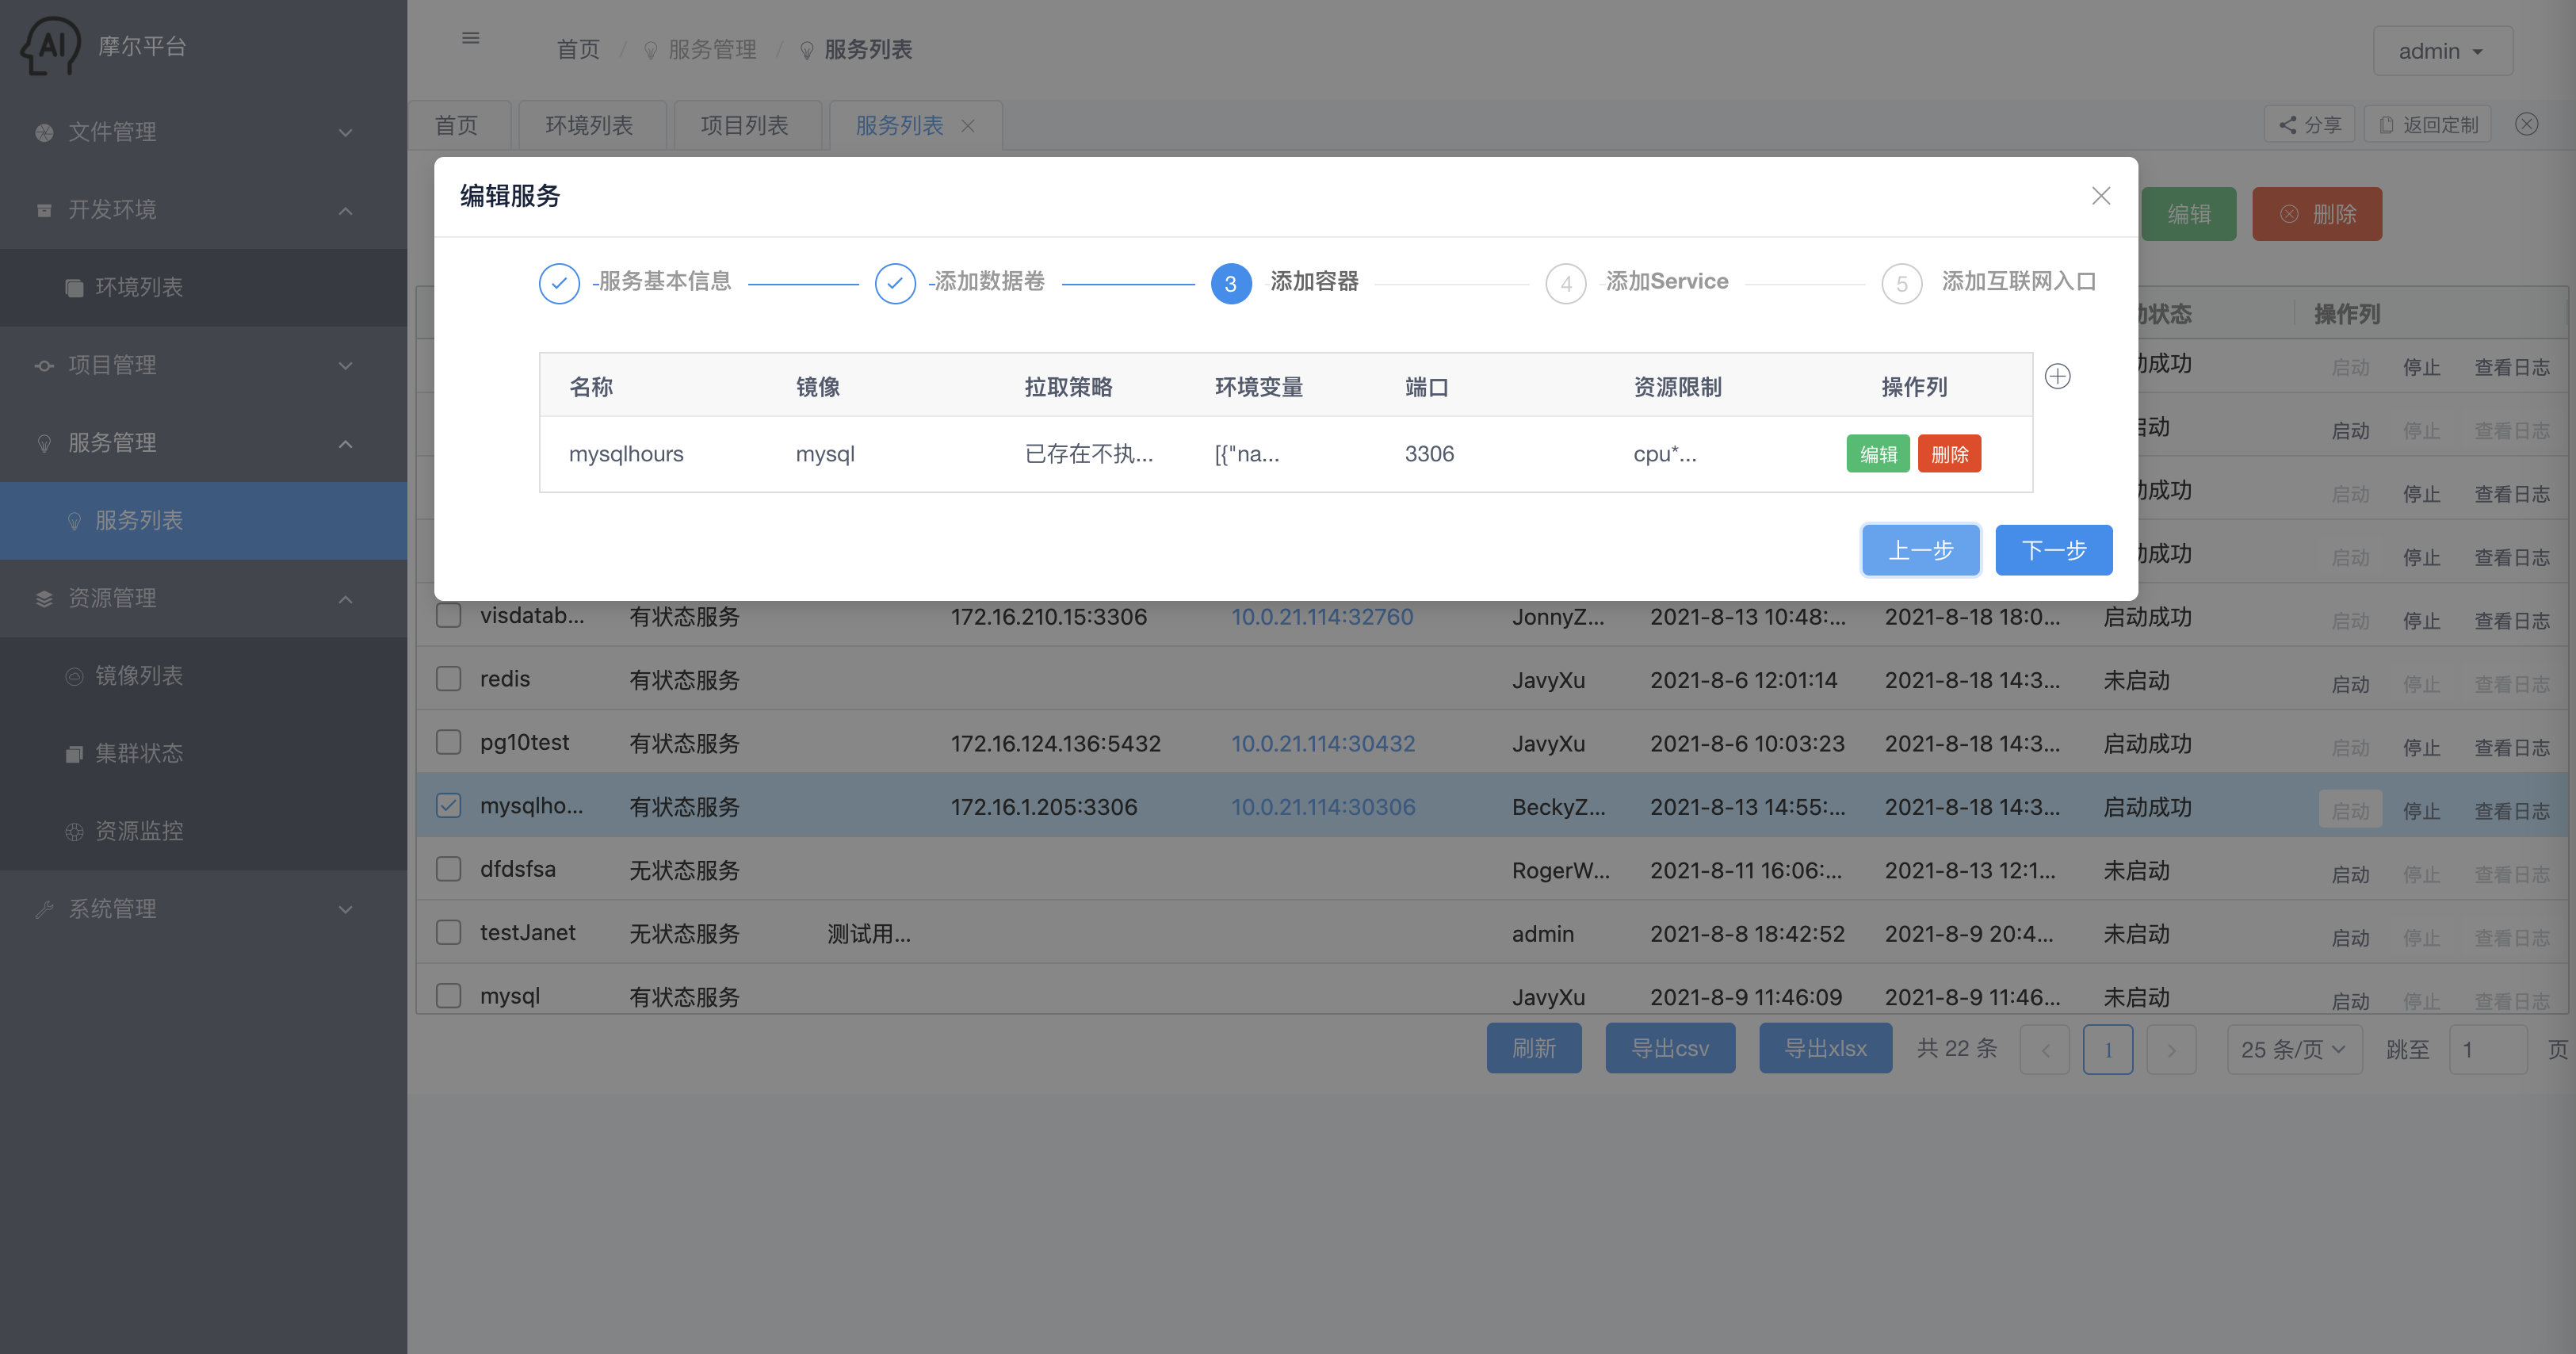 AI 摩尔平台
文件管理
开发环境
环境列表
项目管理
服务管理
服务列表
资源管理
镜像列表
集群状态
资源监控
系统管理
首页 / 服务管理 / 服务列表
admin
首页 环境列表 项目列表 服务列表
分享 返回定制
编辑 删除
编辑服务
服务基本信息 添加数据卷 3 添加容器 4 添加Service 5 添加互联网入口
名称 镜像 拉取策略 环境变量 端口 资源限制 操作列
mysqlhours mysql 已存在不执... [{"na... 3306 cpu*... 编辑 删除
上一步 下一步
状态 操作列
成功 启动 停止 查看日志
启动 启动 停止 查看日志
成功 启动 停止 查看日志
成功 启动 停止 查看日志
visdatab... 有状态服务 172.16.210.15:3306 10.0.21.114:32760 JonnyZ... 2021-8-13 10:48:... 2021-8-18 18:0... 启动成功 启动 停止 查看日志
redis 有状态服务 JavyXu 2021-8-6 12:01:14 2021-8-18 14:3... 未启动 启动 停止 查看日志
pg10test 有状态服务 172.16.124.136:5432 10.0.21.114:30432 JavyXu 2021-8-6 10:03:23 2021-8-18 14:3... 启动成功 启动 停止 查看日志
mysqlho... 有状态服务 172.16.1.205:3306 10.0.21.114:30306 BeckyZ... 2021-8-13 14:55:... 2021-8-18 14:3... 启动成功 启动 停止 查看日志
dfdsfsa 无状态服务 RogerW... 2021-8-11 16:06:... 2021-8-13 12:1... 未启动 启动 停止 查看日志
testJanet 无状态服务 测试用... admin 2021-8-8 18:42:52 2021-8-9 20:4... 未启动 启动 停止 查看日志
mysql 有状态服务 JavyXu 2021-8-9 11:46:09 2021-8-9 11:46... 未启动 启动 停止 查看日志
刷新 导出csv 导出xlsx 共 22 条 1 25 条/页 跳至 1 页